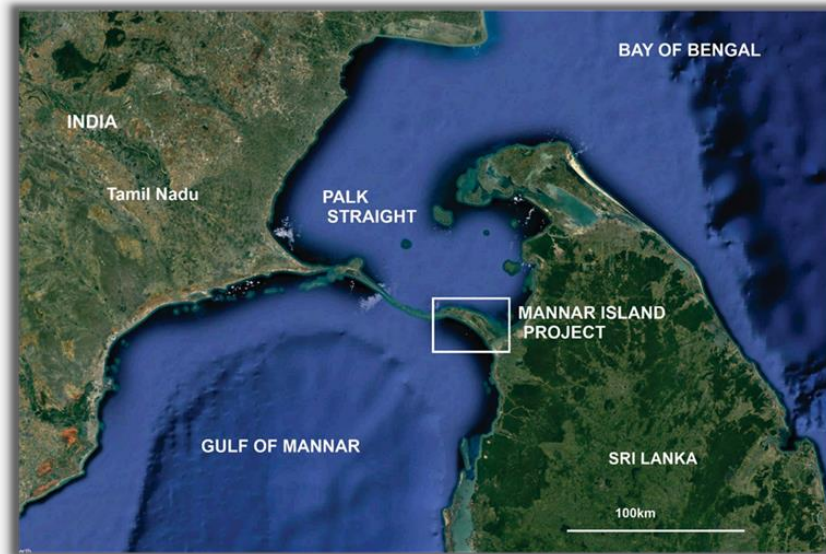 BAY OF BENGAL
INDIA
Tamil Nadu
PALK
STRAIGHT
MANNAR ISLAND
PROJECT
GULF OF MANNAR
SRI LANKA
100km